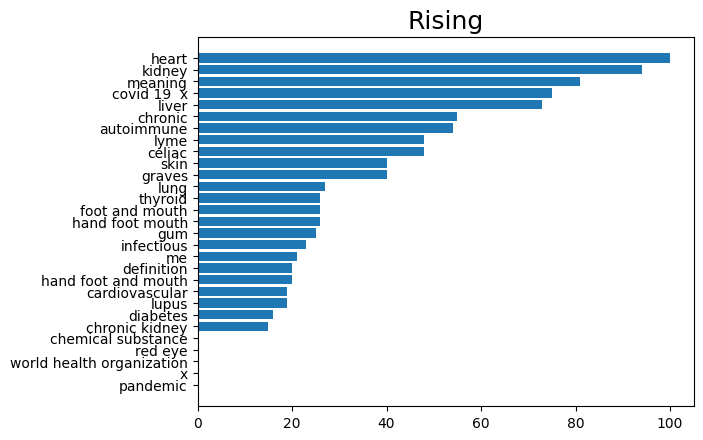 Rising
heart
kidney
meaning
covid 19  x
liver
chronic
autoimmune
lyme
celiac
skin
graves
lung
thyroid
foot and mouth
hand foot mouth
gum
infectious
me
definition
hand foot and mouth
cardiovascular
lupus
diabetes
chronic kidney
chemical substance
red eye
world health organization
x
pandemic
0 20 40 60 80 100